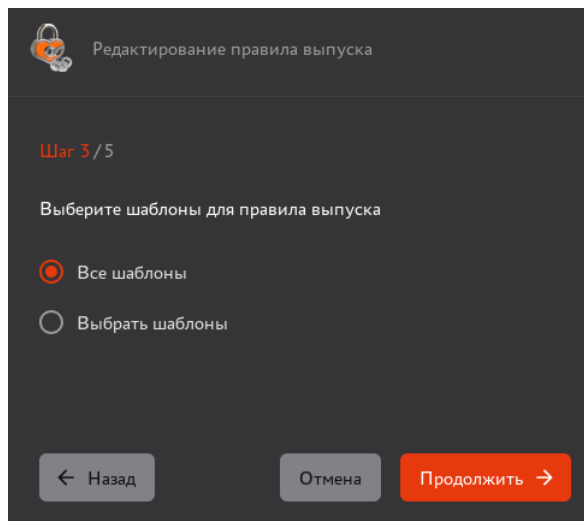 Редактирование правила выпуска
Шаг 3/5
Выберите шаблоны для правила выпуска
Все шаблоны
Выбрать шаблоны
← Назад
Отмена
Продолжить →